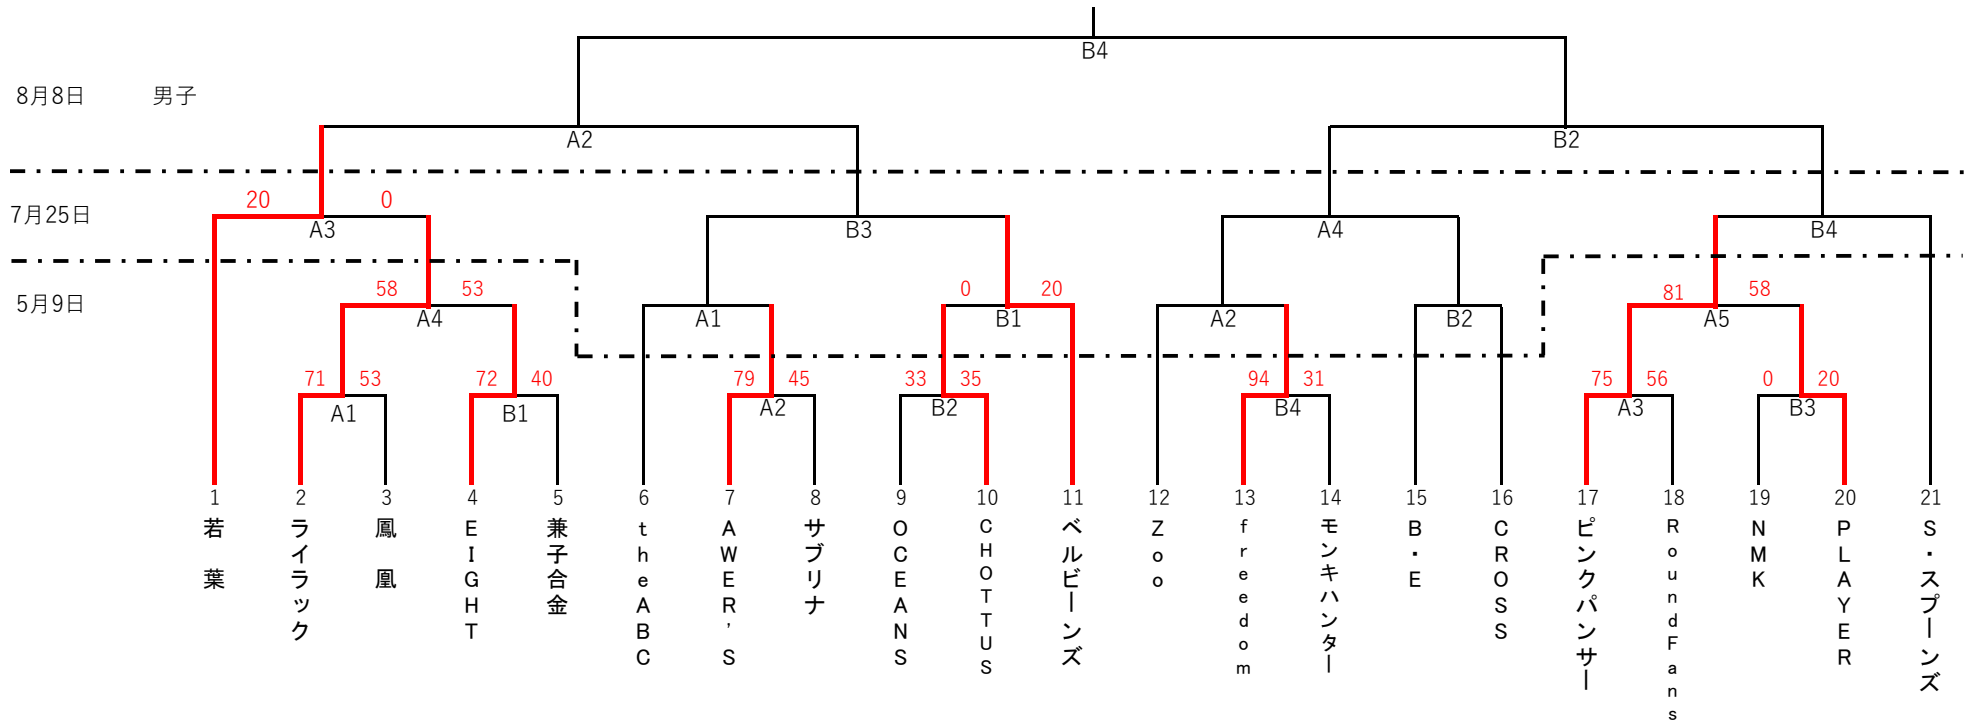 B4
8月8日 男子
A2 B2
20 0
7月25日
A3 B3 A4 B4
5月9日
58 53 0 20 81 58
A4 A1 B1 A2 B2 A5
71 53 72 40 79 45 33 35 94 31 75 56 0 20
A1 B1 A2 B2 B4 A3 B3
1 2 3 4 5 6 7 8 9 10 11 12 13 14 15 16 17 18 19 20 21
若葉
ライラック
鳳凰
EIGHT
兼子合金
theABC
AWER'S
サブリナ
OCEANS
CHOTTUS
ベルビーンズ
Zoo
freedom
モンキハンター
B・E
CROSS
ピンクパンサー
RoundFans
NMK
PLAYER
S・スプーンズ